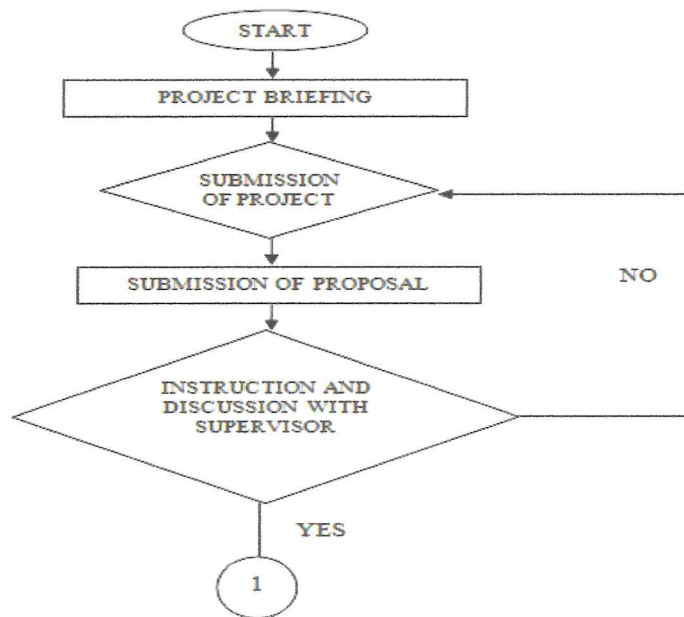 START
PROJECT BRIEFING
SUBMISSION
OF PROJECT
SUBMISSION OF PROPOSAL
NO
INSTRUCTION AND
DISCUSSION WITH
SUPERVISOR
YES
1